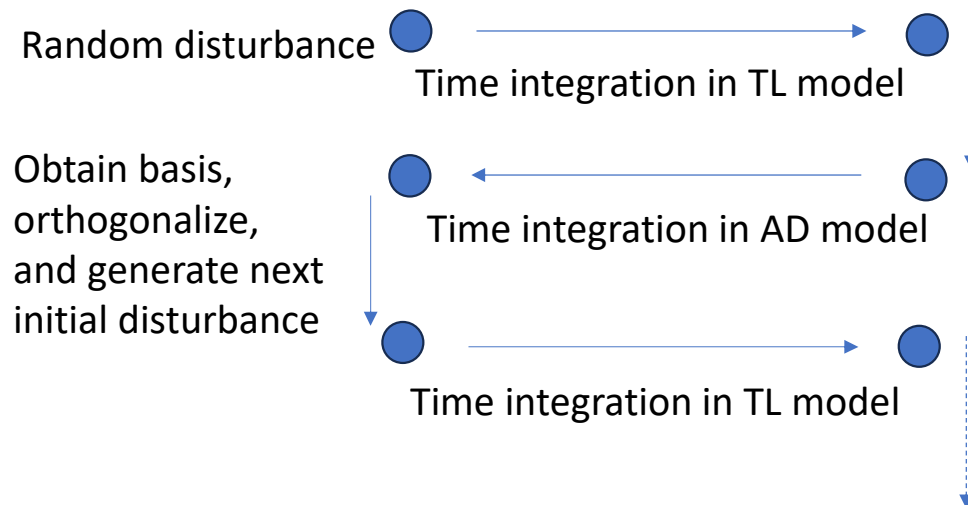 Random disturbance
Time integration in TL model
Obtain basis,
orthogonalize,
and generate next
initial disturbance
Time integration in AD model
Time integration in TL model